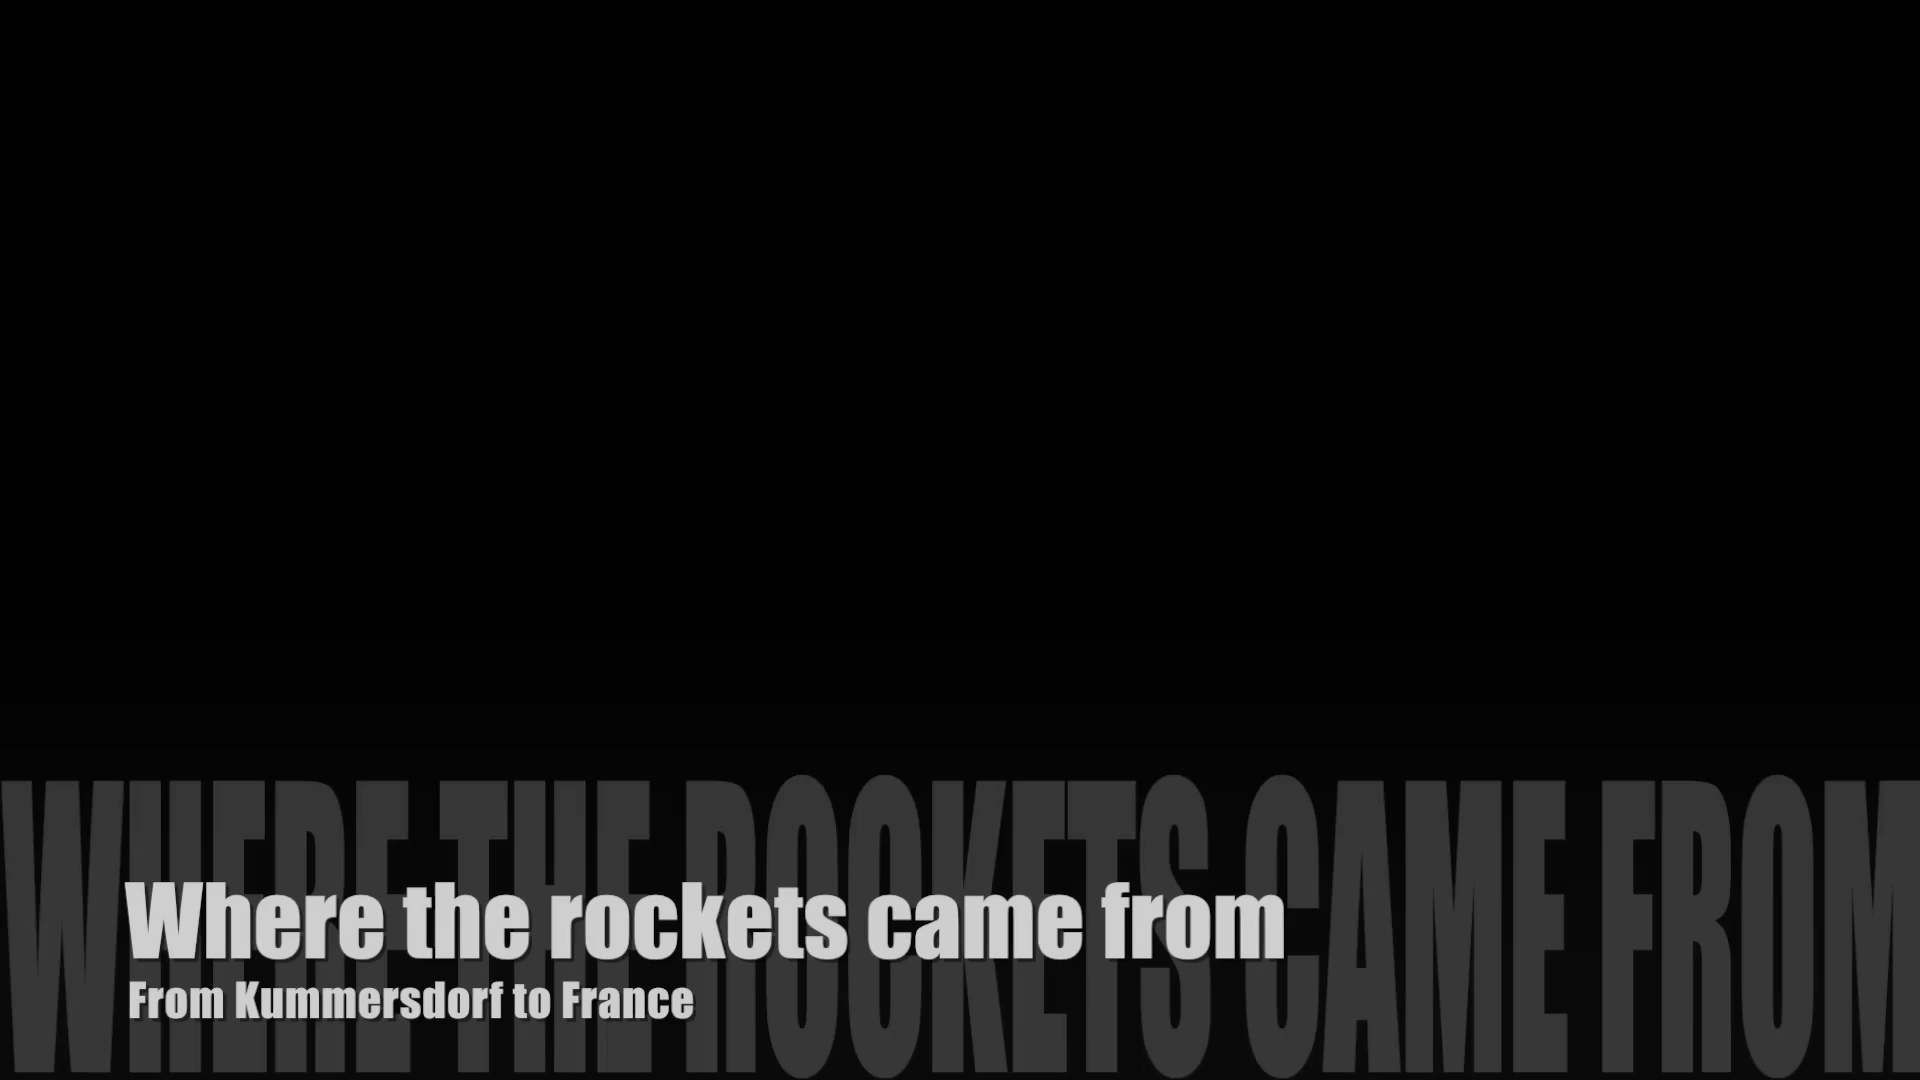 WHERE THE ROCKETS CAME FROM
Where the rockets came from
From Kummersdorf to France